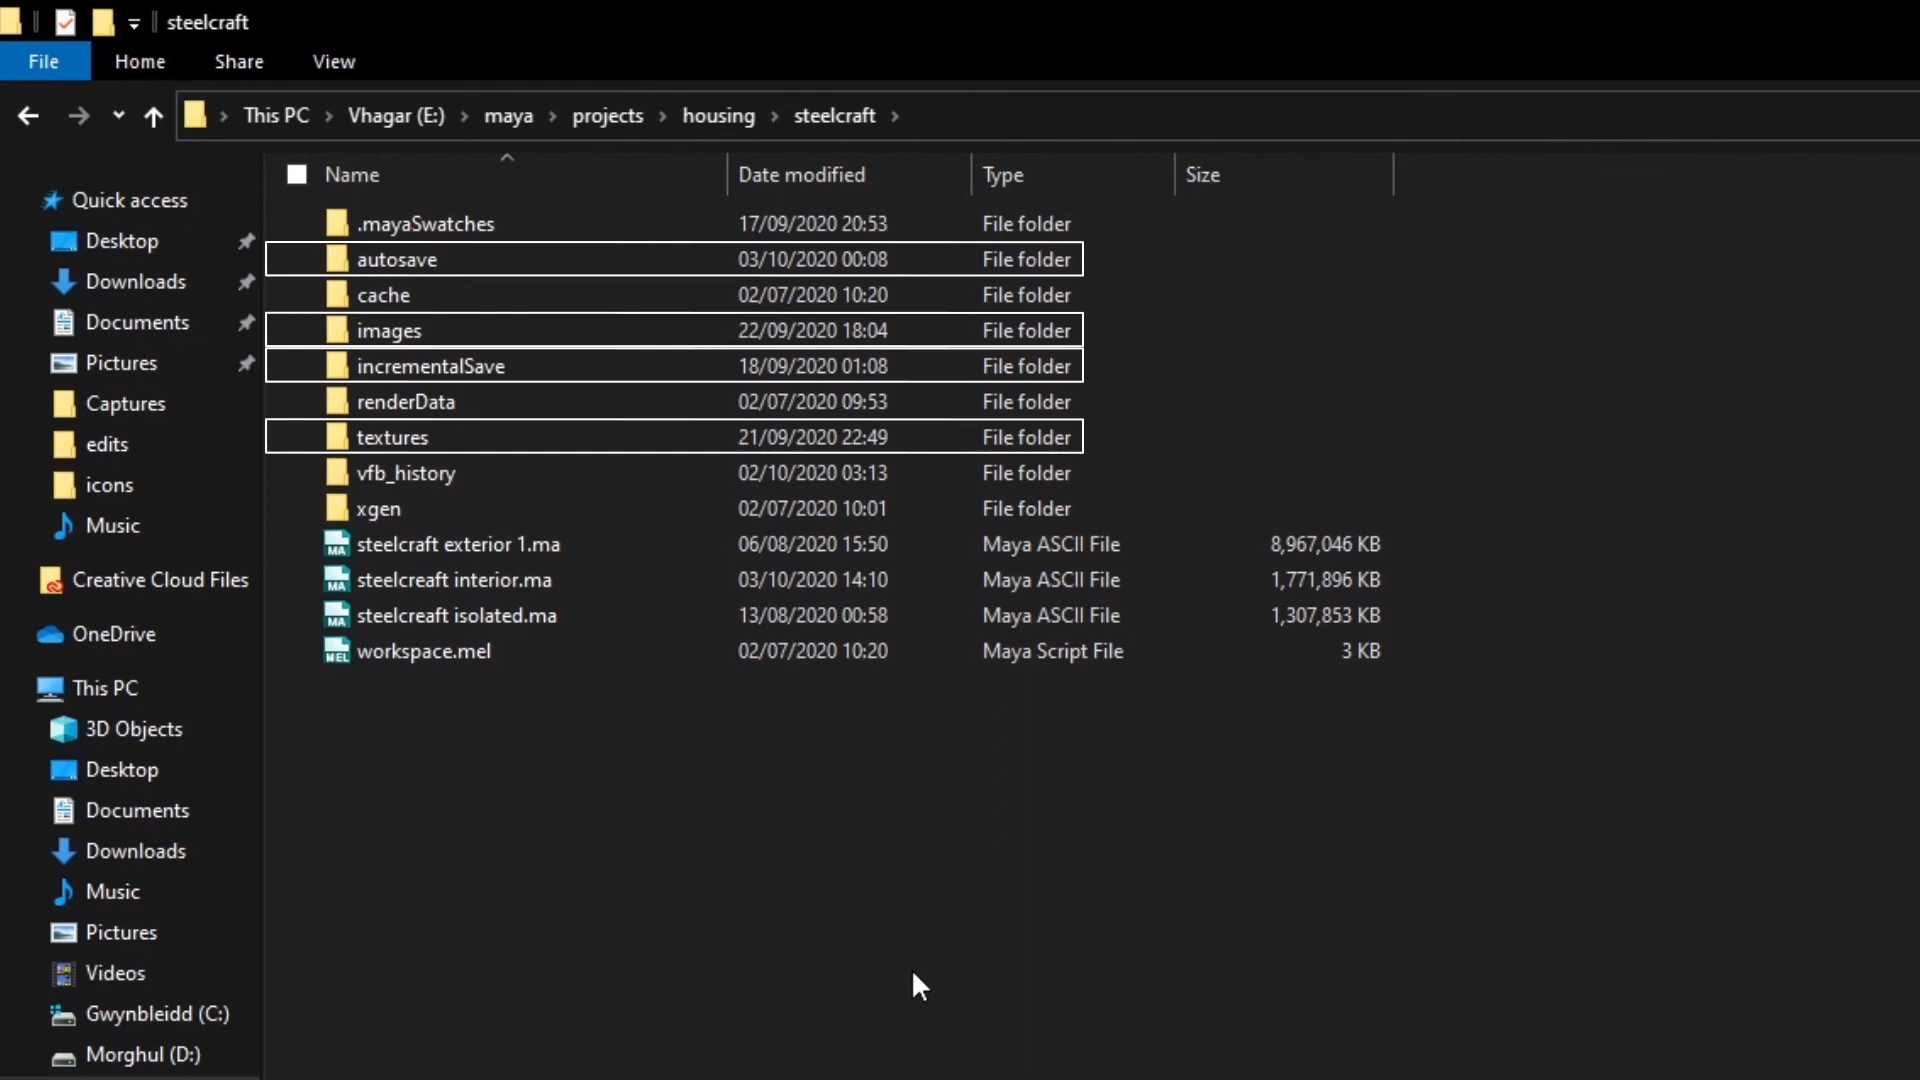 steelcraft
File Home Share View
This PC Vhagar (E:) maya projects housing steelcraft
Name Date modified Type Size
Quick access
Desktop
Downloads
Documents
Pictures
Captures
edits
icons
Music
Creative Cloud Files
OneDrive
This PC
3D Objects
Desktop
Documents
Downloads
Music
Pictures
Videos
Gwynbleidd (C:)
Morghul (D:)
.mayaSwatches 17/09/2020 20:53 File folder
autosave 03/10/2020 00:08 File folder
cache 02/07/2020 10:20 File folder
images 22/09/2020 18:04 File folder
incrementalSave 18/09/2020 01:08 File folder
renderData 02/07/2020 09:53 File folder
textures 21/09/2020 22:49 File folder
vfb_history 02/10/2020 03:13 File folder
xgen 02/07/2020 10:01 File folder
MA steelcraft exterior 1.ma 06/08/2020 15:50 Maya ASCII File 8,967,046 KB
MA steelcreaft interior.ma 03/10/2020 14:10 Maya ASCII File 1,771,896 KB
MA steelcreaft isolated.ma 13/08/2020 00:58 Maya ASCII File 1,307,853 KB
MEL workspace.mel 02/07/2020 10:20 Maya Script File 3 KB